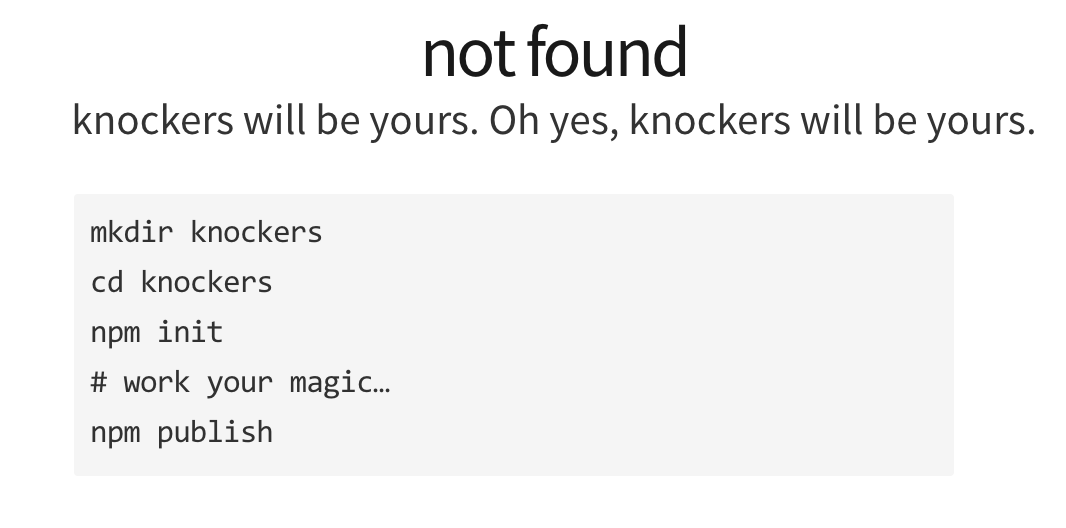 not found
knockers will be yours. Oh yes, knockers will be yours.
mkdir knockers
cd knockers
npm init
# work your magic…
npm publish